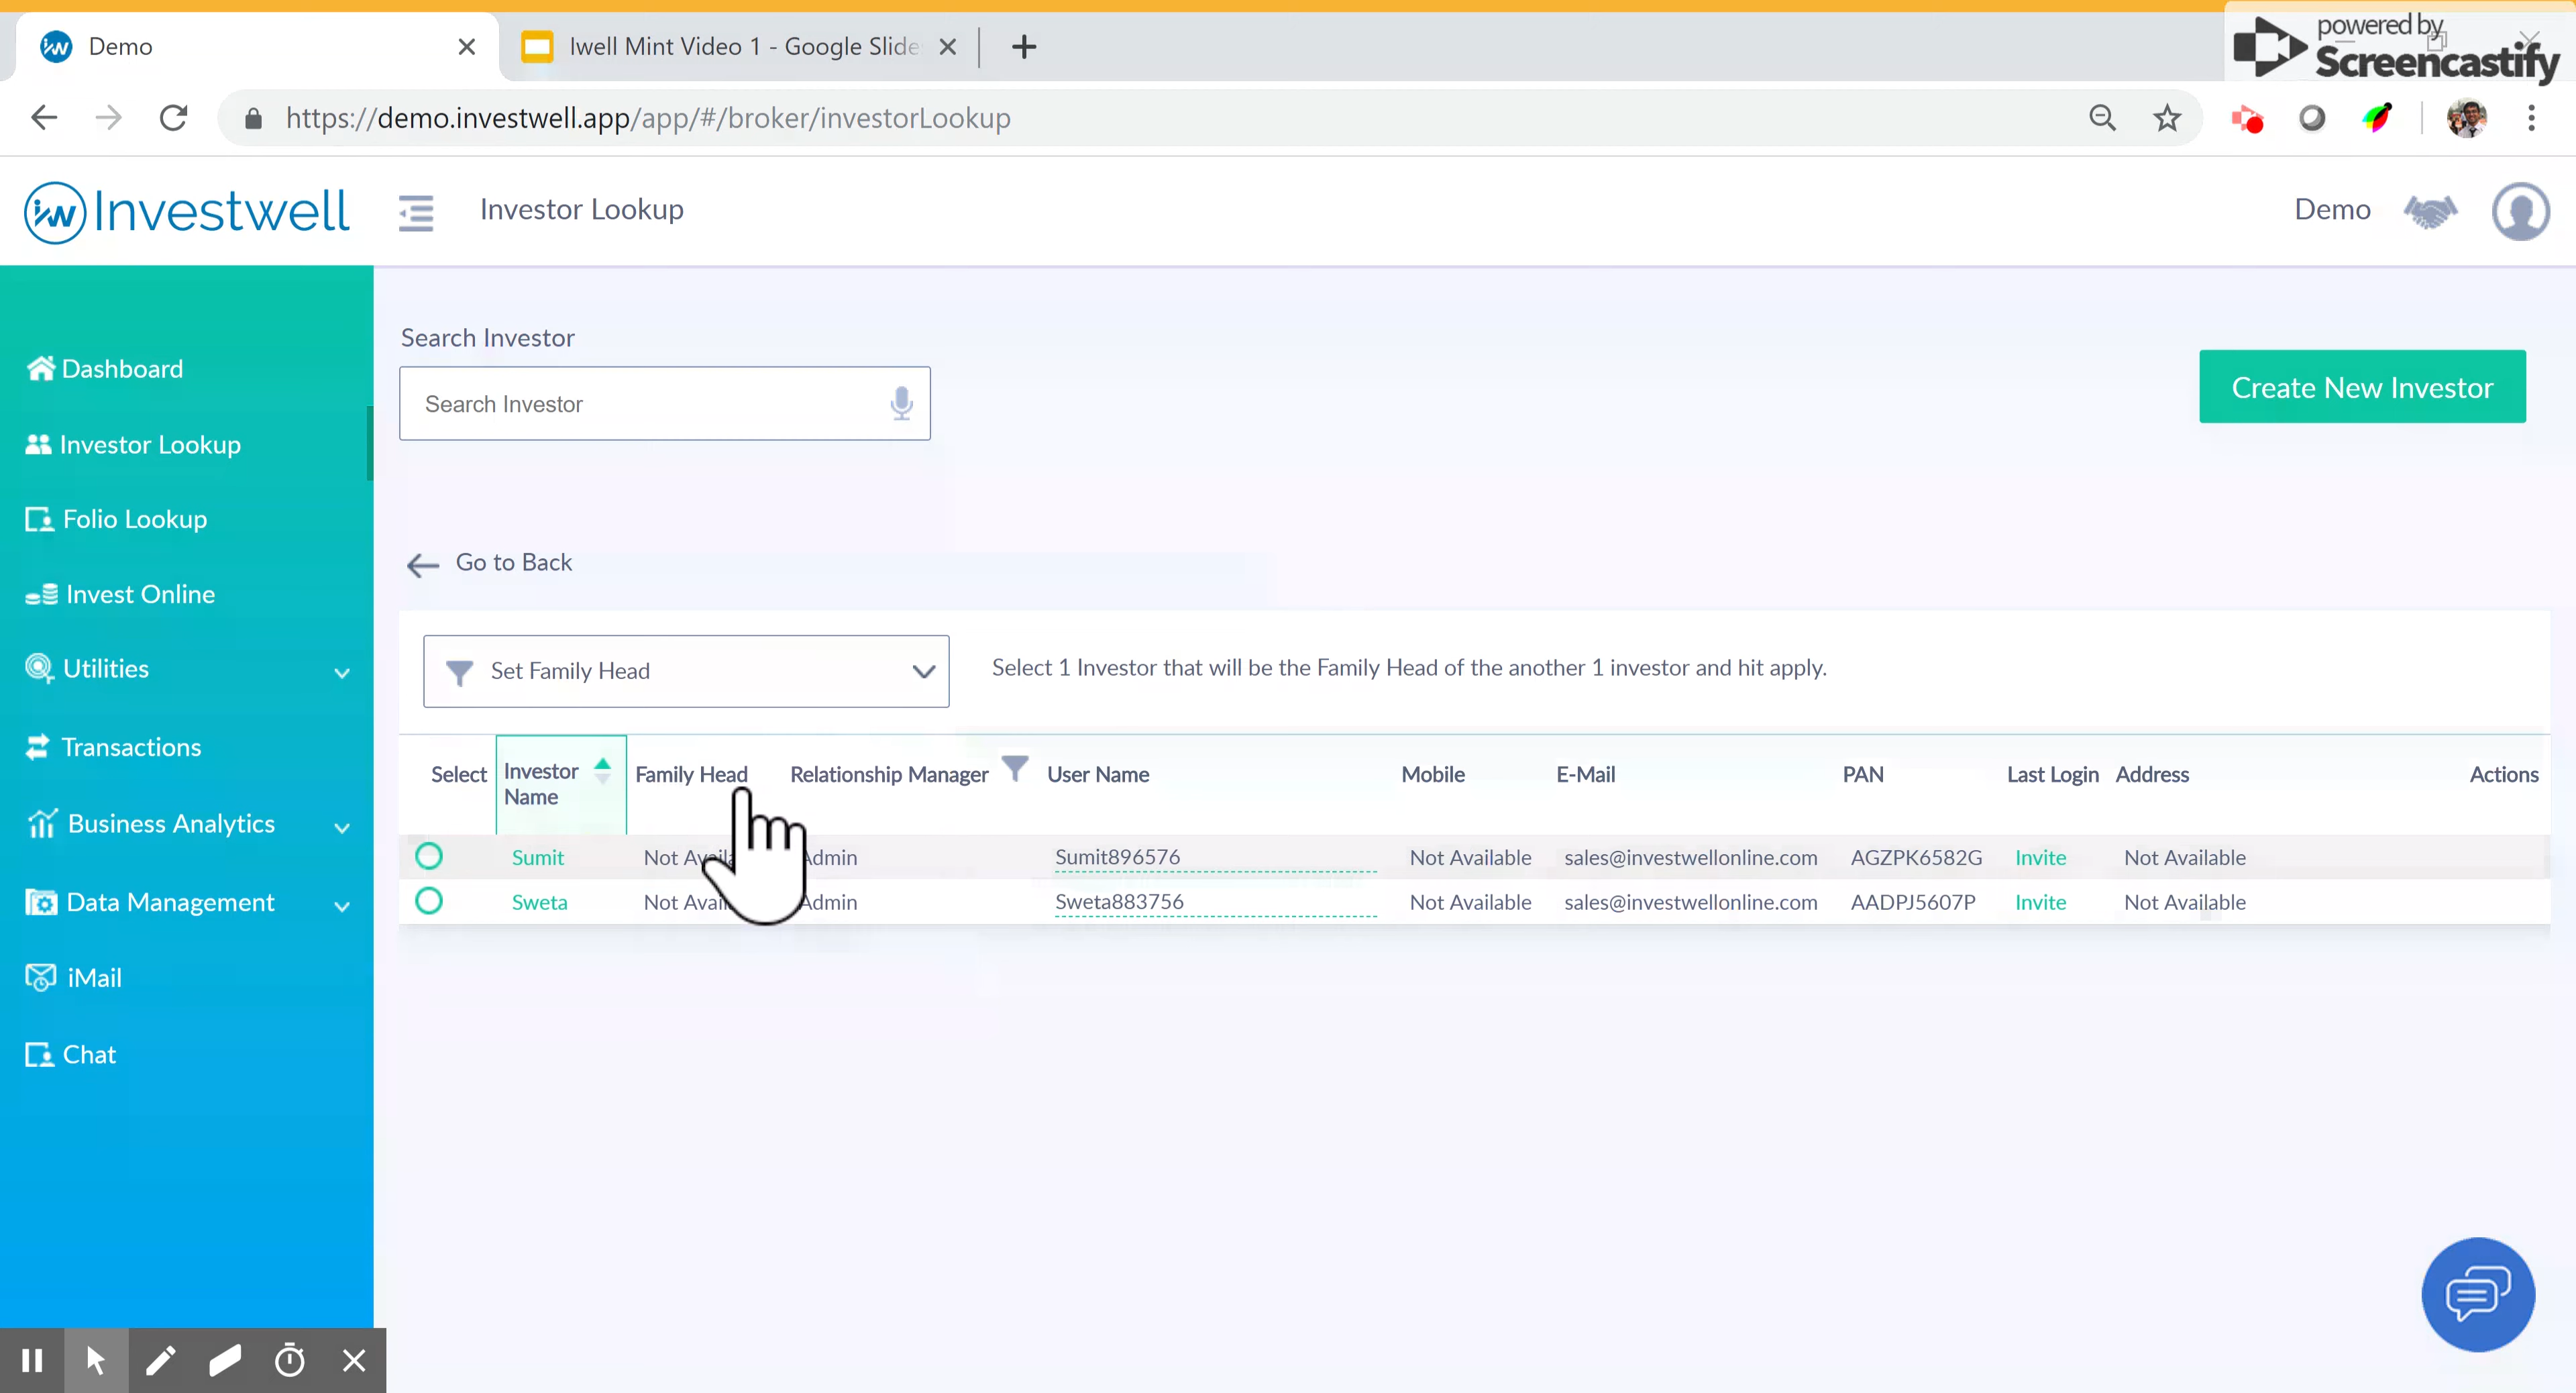 Demo
Iwell Mint Video 1 - Google Slide
powered by
Screencastify
https://demo.investwell.app/app/#/broker/investorLookup
iw Investwell
Investor Lookup
Demo
Dashboard
Investor Lookup
Folio Lookup
Invest Online
Utilities
Transactions
Business Analytics
Data Management
iMail
Chat
Search Investor
Search Investor
Create New Investor
Go to Back
Set Family Head
Select 1 Investor that will be the Family Head of the another 1 investor and hit apply.
Select Investor Name Family Head Relationship Manager User Name Mobile E-Mail PAN Last Login Address Actions
Sumit Not Sumit896576 Not Available sales@investwellonline.com AGZPK6582G Invite Not Available
Sweta Not Sweta883756 Not Available sales@investwellonline.com AADPJ5607P Invite Not Available